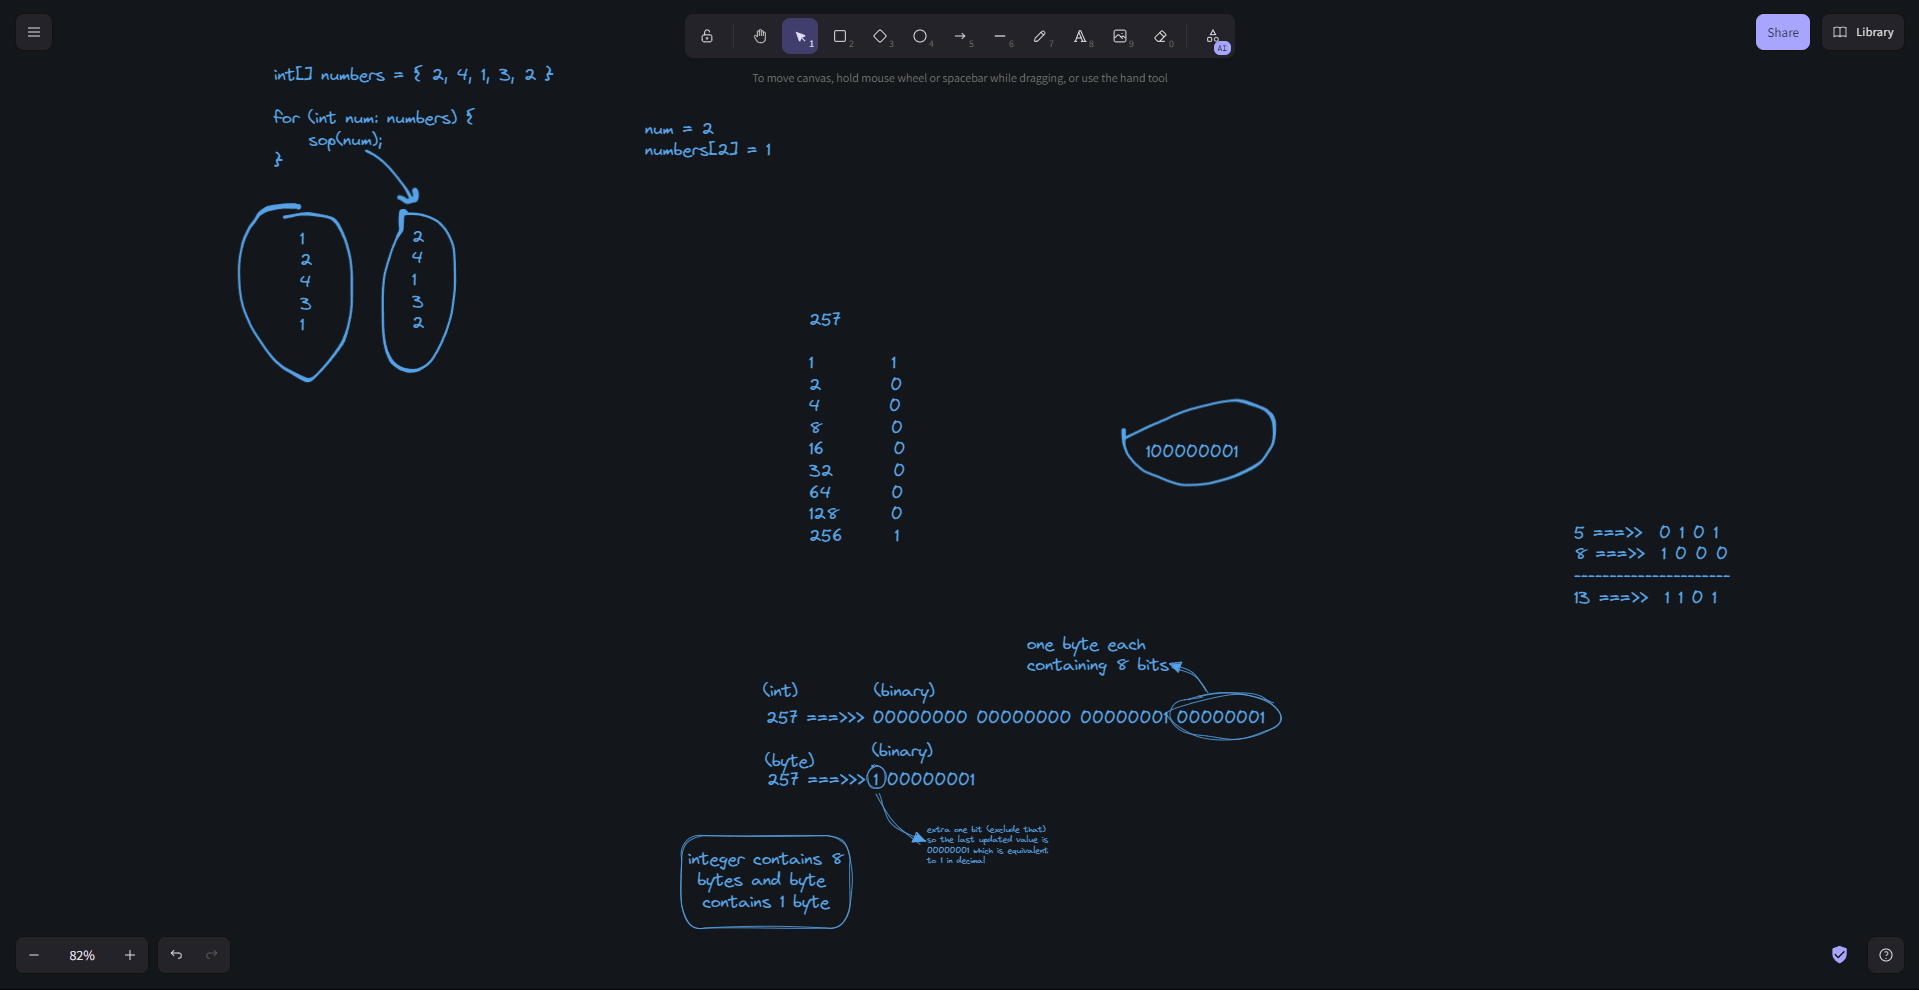 1
2
3
4
5
6
7
8
9
0
AI
Share
Library
To move canvas, hold mouse wheel or spacebar while dragging, or use the hand tool
int[] numbers = { 2, 4, 1, 3, 2 }
for (int num: numbers) {
sop(num);
}
num = 2
numbers[2] = 1
1
2
4
3
1
2
4
1
3
2
257
1 1
2 0
4 0
8 0
16 0
32 0
64 0
128 0
256 1
100000001
5 ===>> 0 1 0 1
8 ===>> 1 0 0 0
----------------------
13 ===>> 1 1 0 1
one byte each
containing 8 bits
(int) (binary)
257 ===>>> 00000000 00000000 00000001 00000001
(byte) (binary)
257 ===>>> 1 00000001
extra one bit (exclude that)
so the last updated value is
00000001 which is equivalent
to 1 in decimal
integer contains 8
bytes and byte
contains 1 byte
82%